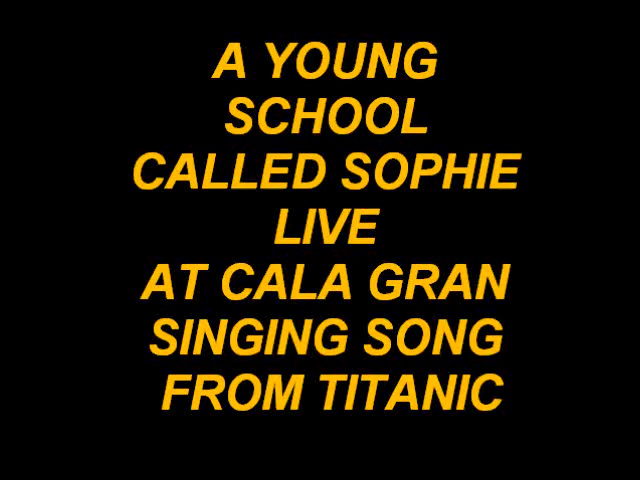 A YOUNG
SCHOOL
CALLED SOPHIE
LIVE
AT CALA GRAN
SINGING SONG
FROM TITANIC